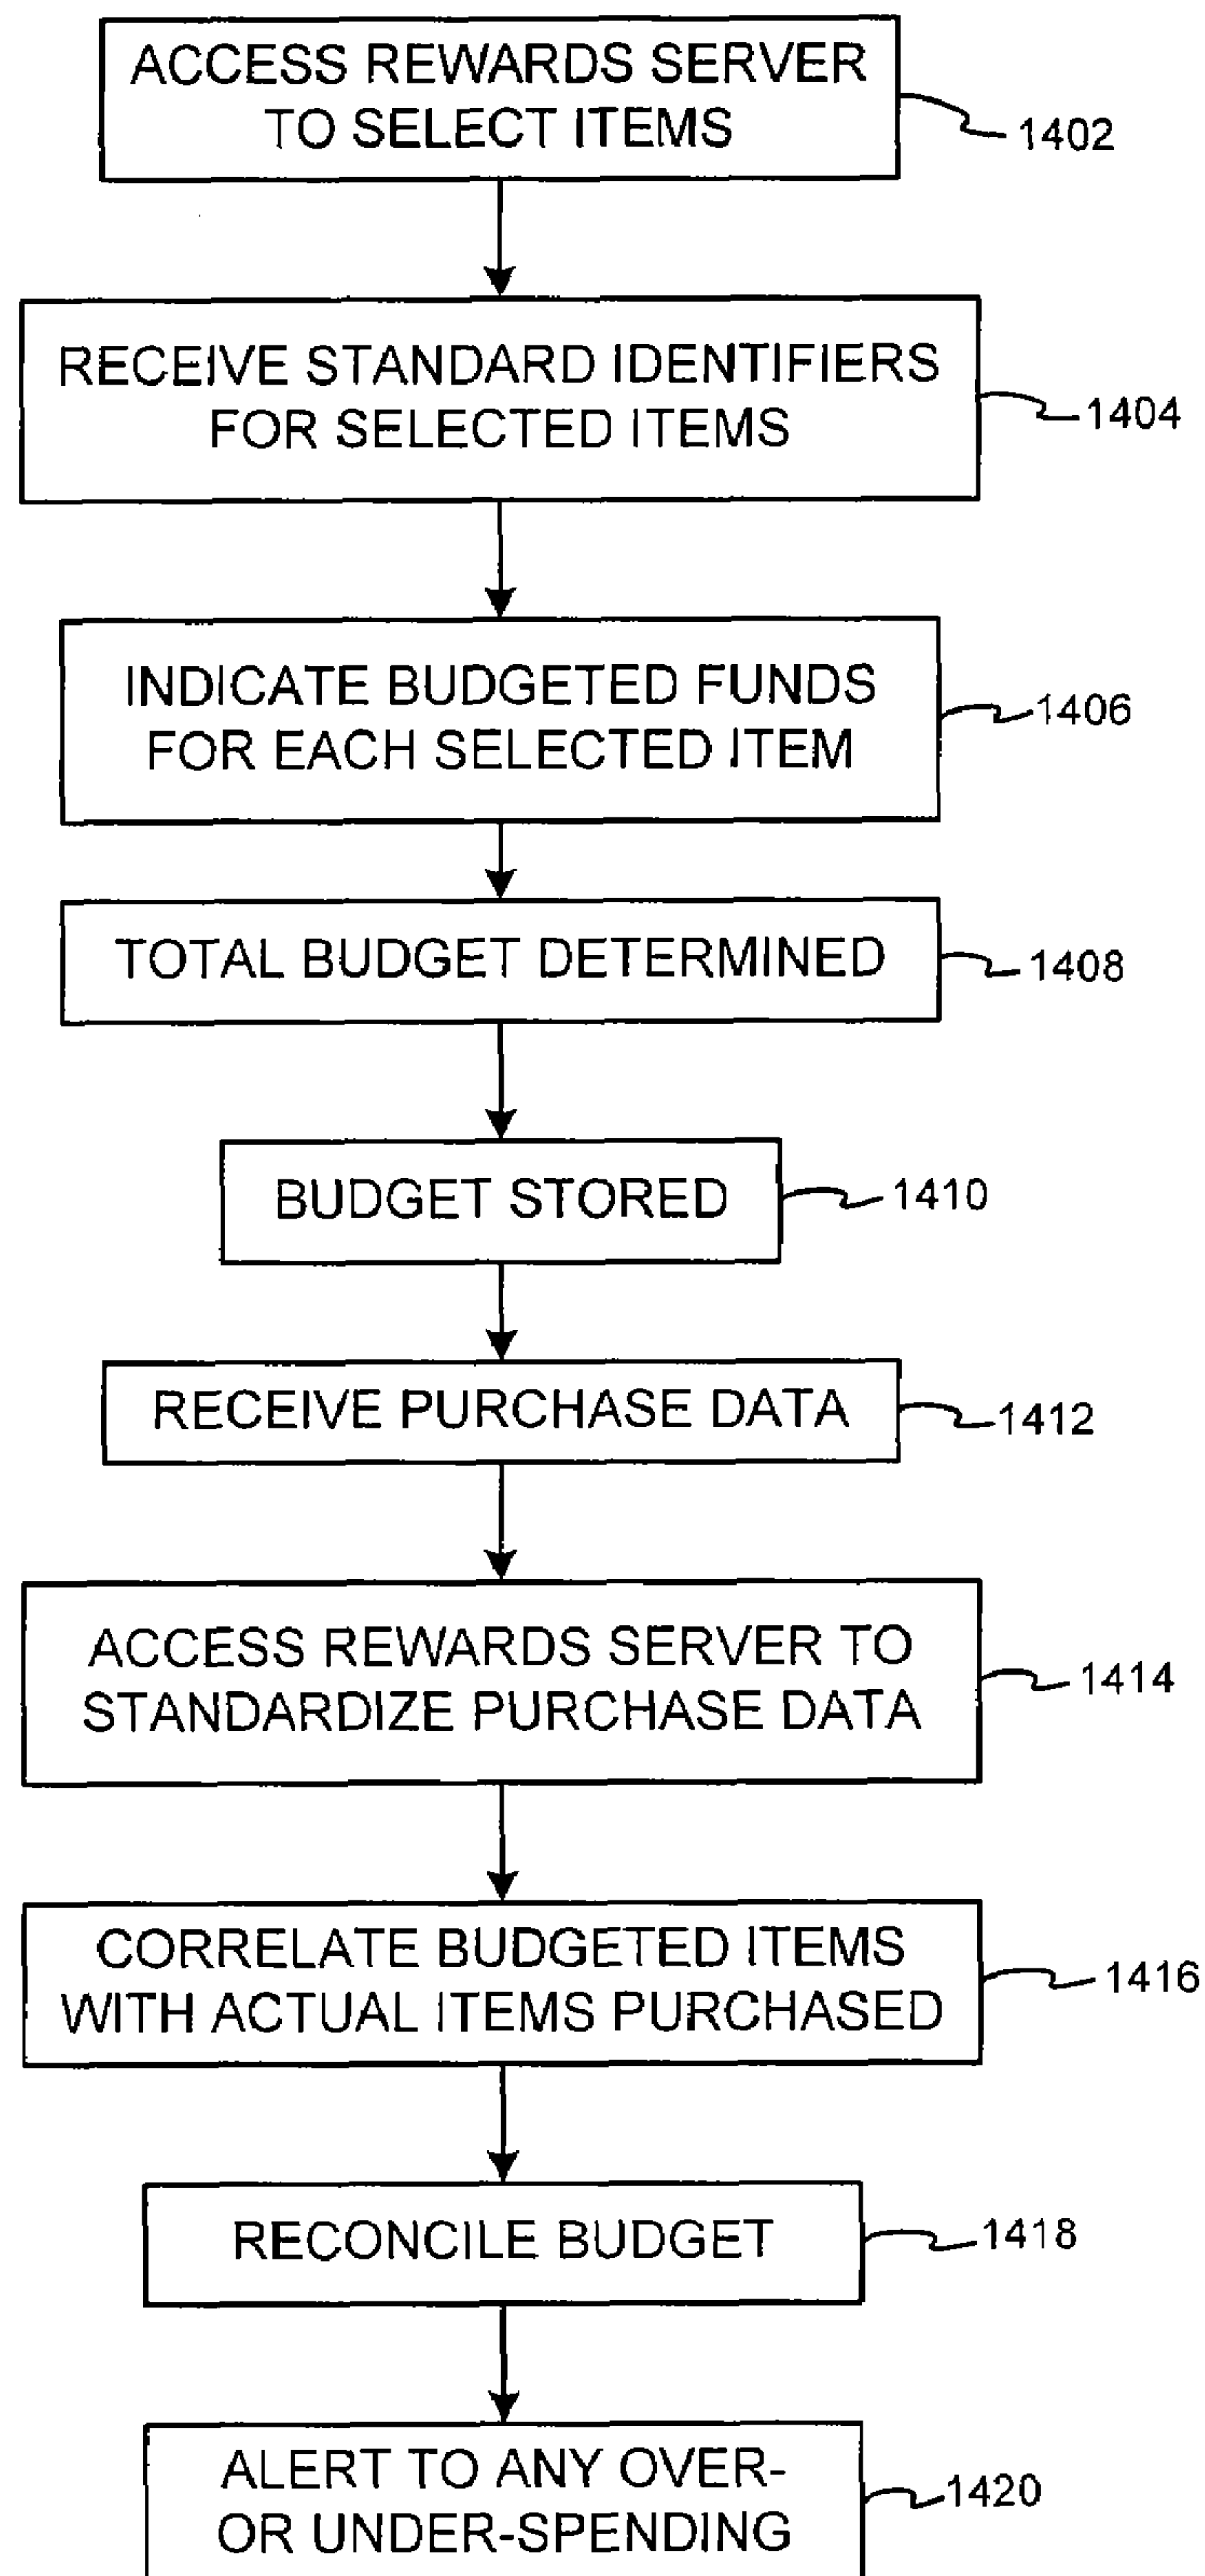 ACCESS REWARDS SERVER
TO SELECT ITEMS
1402
RECEIVE STANDARD IDENTIFIERS
FOR SELECTED ITEMS
1404
INDICATE BUDGETED FUNDS
FOR EACH SELECTED ITEM
1406
TOTAL BUDGET DETERMINED
1408
BUDGET STORED
1410
RECEIVE PURCHASE DATA
1412
ACCESS REWARDS SERVER TO
STANDARDIZE PURCHASE DATA
1414
CORRELATE BUDGETED ITEMS
WITH ACTUAL ITEMS PURCHASED
1416
RECONCILE BUDGET
1418
ALERT TO ANY OVER-
OR UNDER-SPENDING
1420